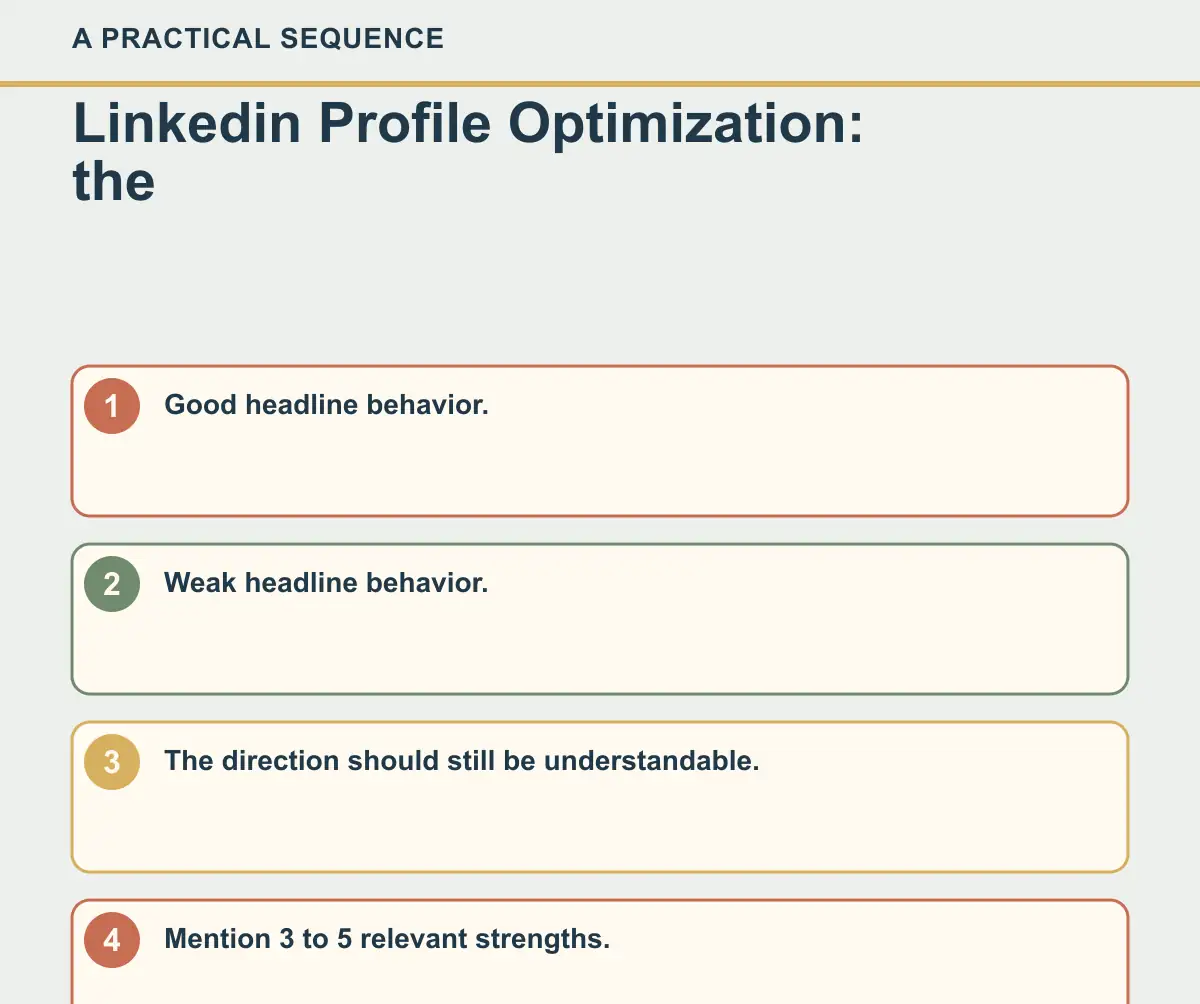 A PRACTICAL SEQUENCE
Linkedin Profile Optimization:
the
1 Good headline behavior.
2 Weak headline behavior.
3 The direction should still be understandable.
4 Mention 3 to 5 relevant strengths.